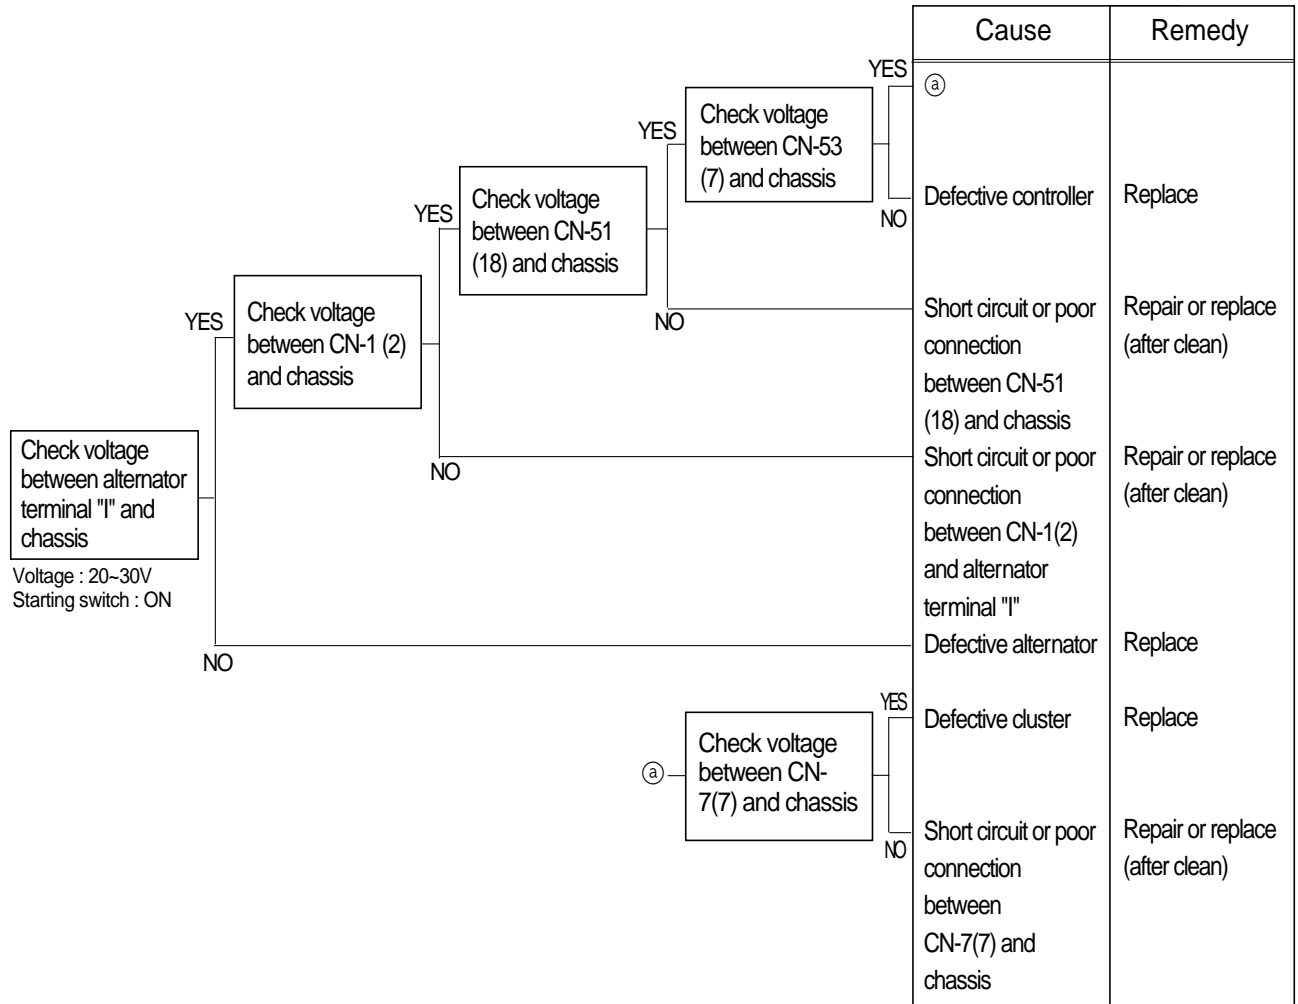 Cause
Remedy
YES
ⓐ
Check voltage
between CN-53
(7) and chassis
YES
NO
Defective controller
Replace
Check voltage
between CN-51
(18) and chassis
YES
NO
Short circuit or poor
connection
between CN-51
(18) and chassis
Repair or replace
(after clean)
Check voltage
between CN-1 (2)
and chassis
YES
NO
Short circuit or poor
connection
between CN-1(2)
and alternator
terminal "I"
Repair or replace
(after clean)
Check voltage
between alternator
terminal "I" and
chassis
Voltage : 20~30V
Starting switch : ON
NO
Defective alternator
Replace
ⓐ
Check voltage
between CN-
7(7) and chassis
YES
Defective cluster
Replace
NO
Short circuit or poor
connection
between
CN-7(7) and
chassis
Repair or replace
(after clean)